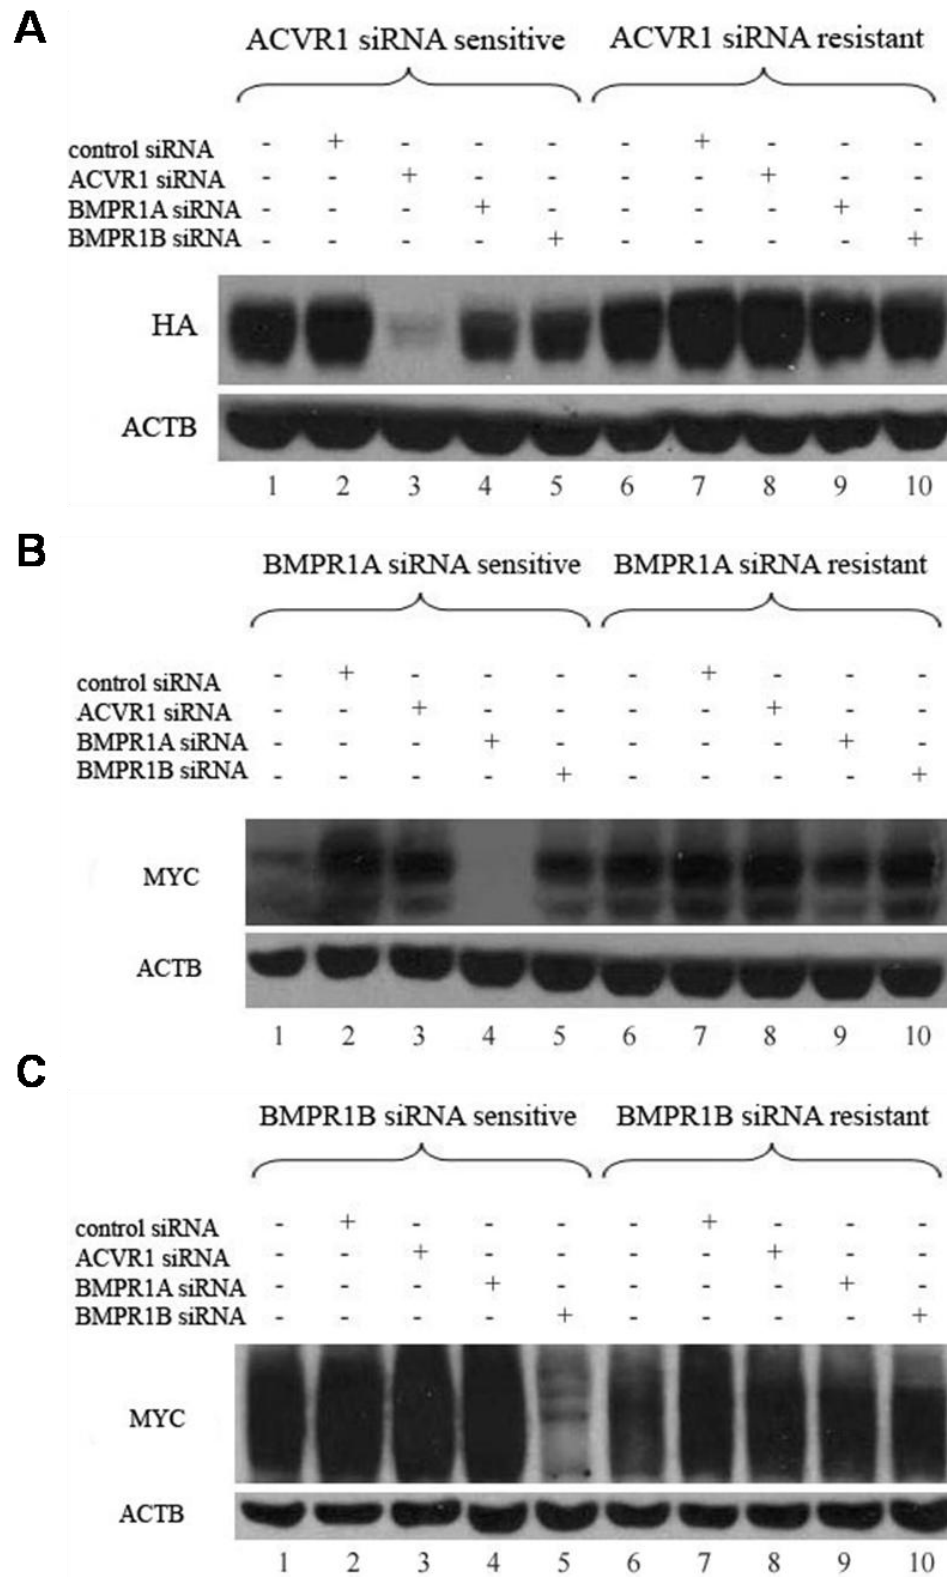 A
ACVR1 siRNA sensitive ACVR1 siRNA resistant
control siRNA - + - - - - + - - -
ACVR1 siRNA - - + - - - - + - -
BMPR1A siRNA - - - + - - - - + -
BMPR1B siRNA - - - - + - - - - +
HA
ACTB
1 2 3 4 5 6 7 8 9 10
B
BMPR1A siRNA sensitive BMPR1A siRNA resistant
control siRNA - + - - - - + - - -
ACVR1 siRNA - - + - - - - + - -
BMPR1A siRNA - - - + - - - - + -
BMPR1B siRNA - - - - + - - - - +
MYC
ACTB
1 2 3 4 5 6 7 8 9 10
C
BMPR1B siRNA sensitive BMPR1B siRNA resistant
control siRNA - + - - - - + - - -
ACVR1 siRNA - - + - - - - + - -
BMPR1A siRNA - - - + - - - - + -
BMPR1B siRNA - - - - + - - - - +
MYC
ACTB
1 2 3 4 5 6 7 8 9 10